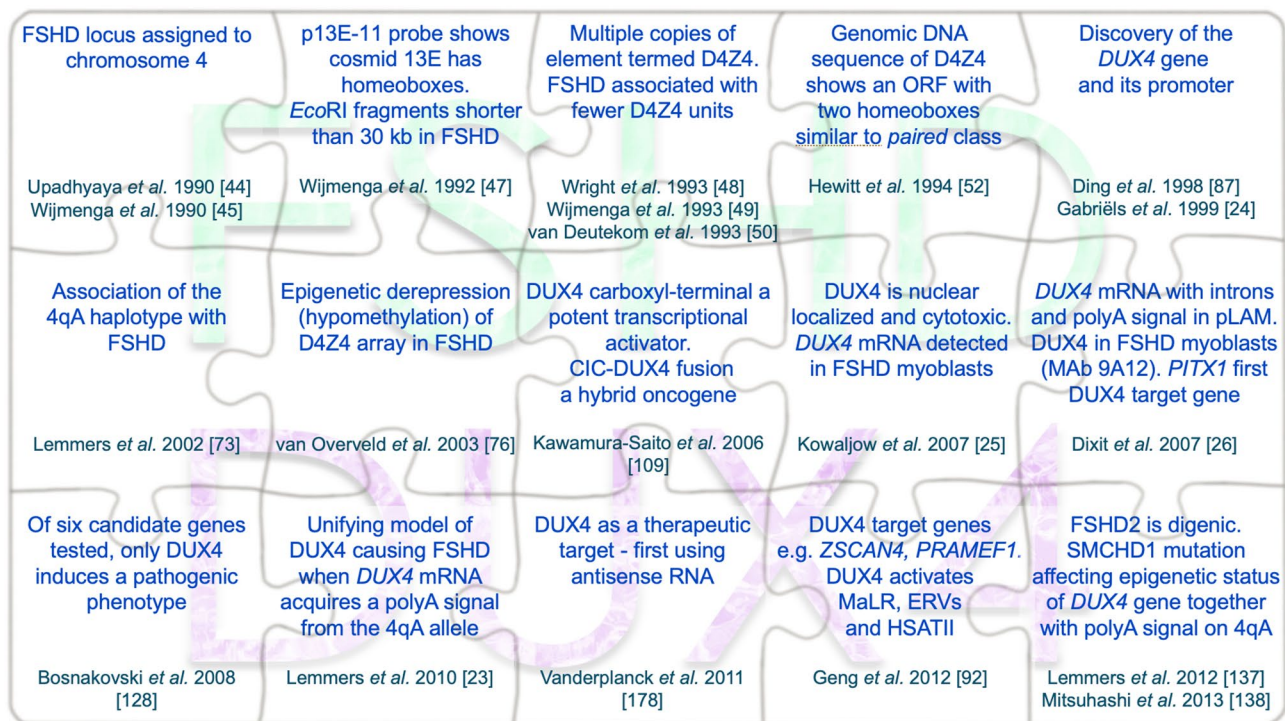 FSHD locus assigned to
chromosome 4
Upadhyaya et al. 1990 [44]
Wijmenga et al. 1990 [45]
p13E-11 probe shows
cosmid 13E has
homeoboxes.
EcoRI fragments shorter
than 30 kb in FSHD
Wijmenga et al. 1992 [47]
Multiple copies of
element termed D4Z4.
FSHD associated with
fewer D4Z4 units
Wright et al. 1993 [48]
Wijmenga et al. 1993 [49]
van Deutekom et al. 1993 [50]
Genomic DNA
sequence of D4Z4
shows an ORF with
two homeoboxes
similar to paired class
Hewitt et al. 1994 [52]
Discovery of the
DUX4 gene
and its promoter
Ding et al. 1998 [87]
Gabriëls et al. 1999 [24]
FSHD
Association of the
4qA haplotype with
FSHD
Lemmers et al. 2002 [73]
Epigenetic derepression
(hypomethylation) of
D4Z4 array in FSHD
van Overveld et al. 2003 [76]
DUX4 carboxyl-terminal a
potent transcriptional
activator.
CIC-DUX4 fusion
a hybrid oncogene
Kawamura-Saito et al. 2006
[109]
DUX4 is nuclear
localized and cytotoxic.
DUX4 mRNA detected
in FSHD myoblasts
Kowaljow et al. 2007 [25]
DUX4 mRNA with introns
and polyA signal in pLAM.
DUX4 in FSHD myoblasts
(MAb 9A12). PITX1 first
DUX4 target gene
Dixit et al. 2007 [26]
Of six candidate genes
tested, only DUX4
induces a pathogenic
phenotype
Bosnakovski et al. 2008
[128]
Unifying model of
DUX4 causing FSHD
when DUX4 mRNA
acquires a polyA signal
from the 4qA allele
Lemmers et al. 2010 [23]
DUX4 as a therapeutic
target - first using
antisense RNA
Vanderplanck et al. 2011
[178]
DUX4 target genes
e.g. ZSCAN4, PRAMEF1.
DUX4 activates
MaLR, ERVs
and HSATII
Geng et al. 2012 [92]
FSHD2 is digenic.
SMCHD1 mutation
affecting epigenetic status
of DUX4 gene together
with polyA signal on 4qA
Lemmers et al. 2012 [137]
Mitsuhashi et al. 2013 [138]
DUX4